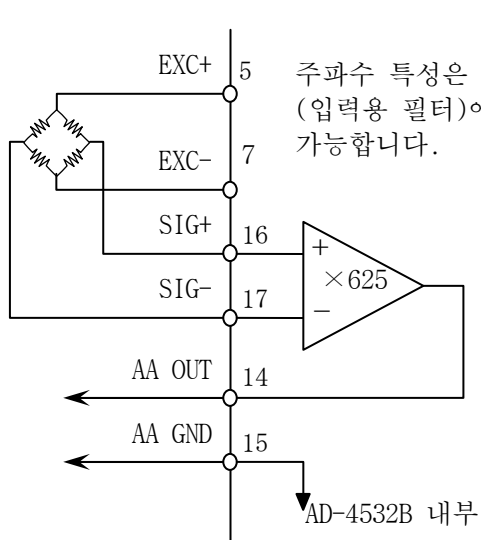 EXC+ 5
주파수 특성은
(입력용 필터)
가능합니다.
EXC- 7
SIG+ 16
+
×625
SIG- 17
−
AA OUT 14
AA GND 15
AD-4532B 내부